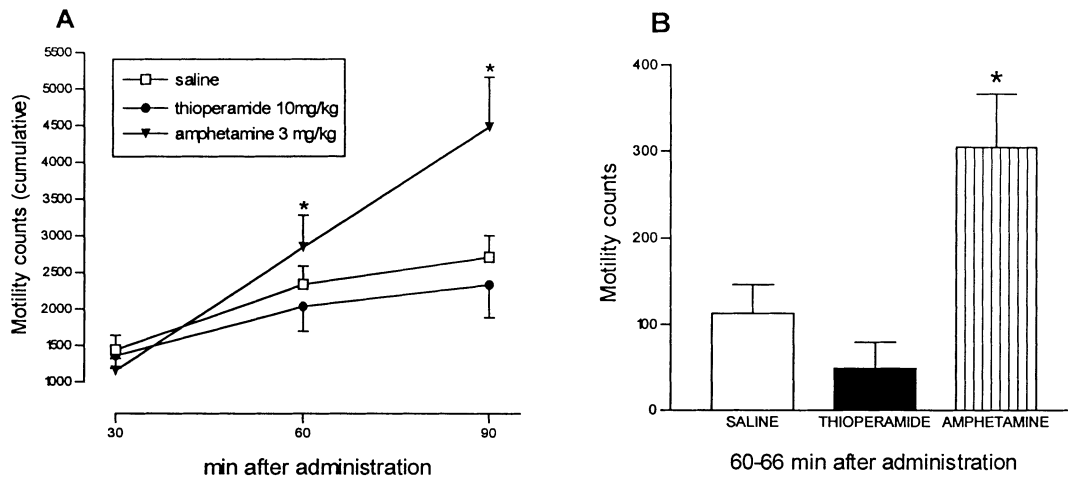 A
saline
thioperamide 10mg/kg
amphetamine 3 mg/kg
Motility counts (cumulative)
5500
5000
4500
4000
3500
3000
2500
2000
1500
1000
*
*
30
60
90
min after administration
B
Motility counts
400
300
200
100
0
*
SALINE
THIOPERAMIDE
AMPHETAMINE
60-66 min after administration